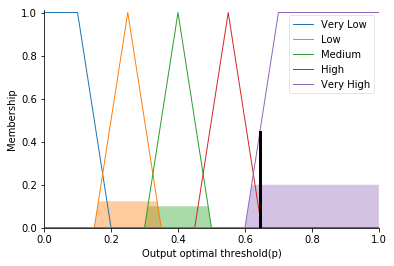 1.0
0.8
0.6
0.4
0.2
0.0
Membership
Very Low
Low
Medium
High
Very High
0.0 0.2 0.4 0.6 0.8 1.0
Output optimal threshold(p)